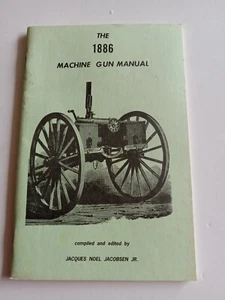 THE
1886
MACHINE GUN MANUAL
compiled and edited by
JACQUES NOEL JACOBSEN JR.